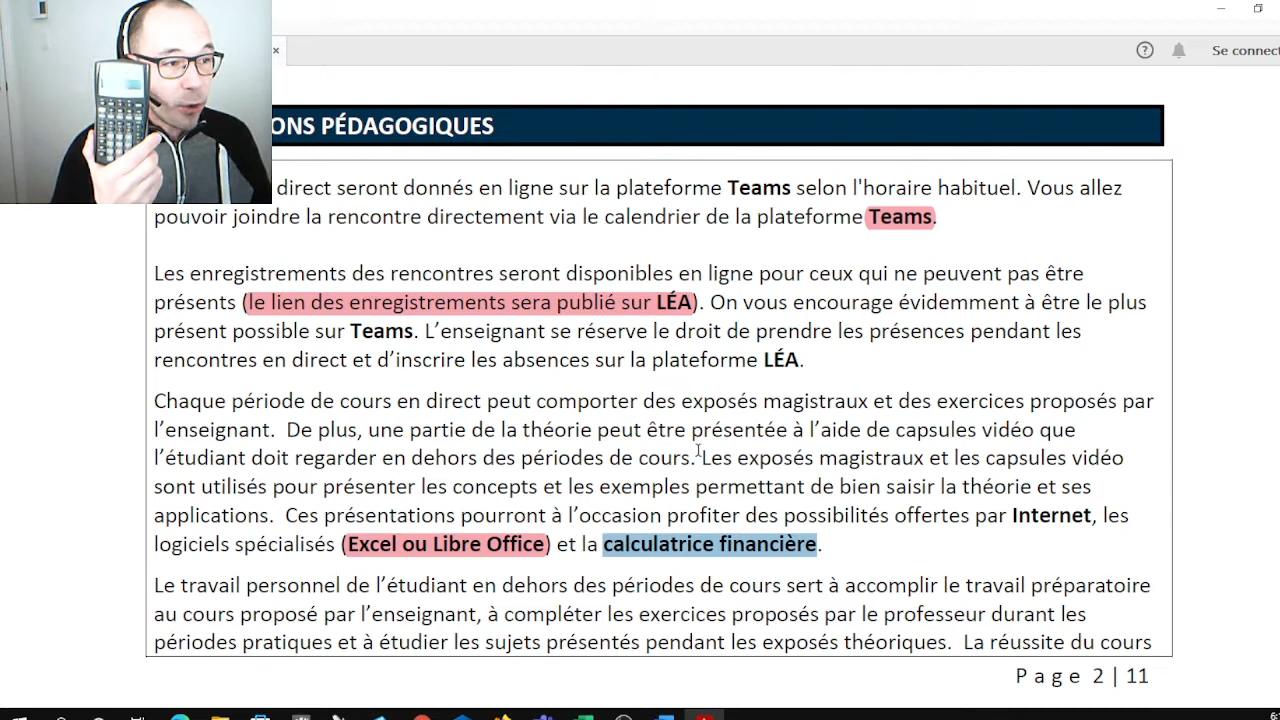 Se connect
ONS PÉDAGOGIQUES
direct seront donnés en ligne sur la plateforme Teams selon l'horaire habituel. Vous allez
pouvoir joindre la rencontre directement via le calendrier de la plateforme Teams.
Les enregistrements des rencontres seront disponibles en ligne pour ceux qui ne peuvent pas être
présents (le lien des enregistrements sera publié sur LÉA). On vous encourage évidemment à être le plus
présent possible sur Teams. L’enseignant se réserve le droit de prendre les présences pendant les
rencontres en direct et d’inscrire les absences sur la plateforme LÉA.
Chaque période de cours en direct peut comporter des exposés magistraux et des exercices proposés par
l’enseignant. De plus, une partie de la théorie peut être présentée à l’aide de capsules vidéo que
l’étudiant doit regarder en dehors des périodes de cours. Les exposés magistraux et les capsules vidéo
sont utilisés pour présenter les concepts et les exemples permettant de bien saisir la théorie et ses
applications. Ces présentations pourront à l’occasion profiter des possibilités offertes par Internet, les
logiciels spécialisés (Excel ou Libre Office) et la calculatrice financière.
Le travail personnel de l’étudiant en dehors des périodes de cours sert à accomplir le travail préparatoire
au cours proposé par l’enseignant, à compléter les exercices proposés par le professeur durant les
périodes pratiques et à étudier les sujets présentés pendant les exposés théoriques. La réussite du cours
Page 2 | 11